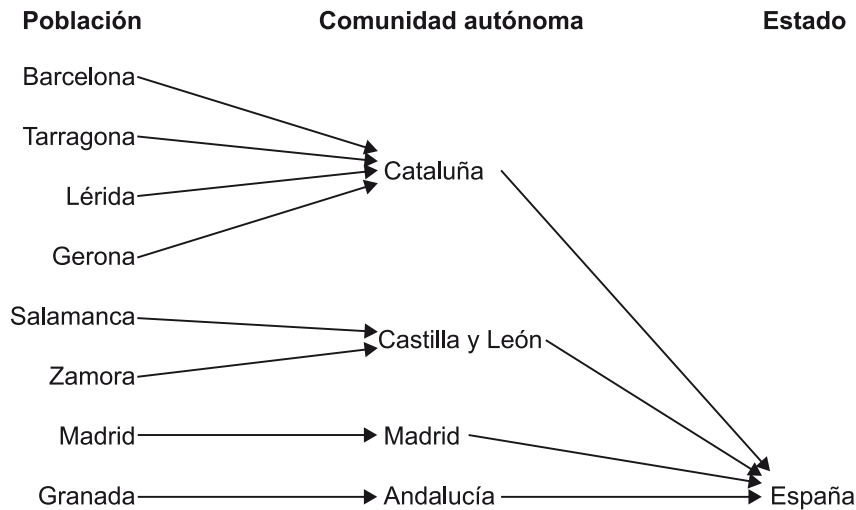 Población Comunidad autónoma Estado
Barcelona
Tarragona
Cataluña
Lérida
Gerona
Salamanca
Castilla y León
Zamora
Madrid Madrid
Granada Andalucía España